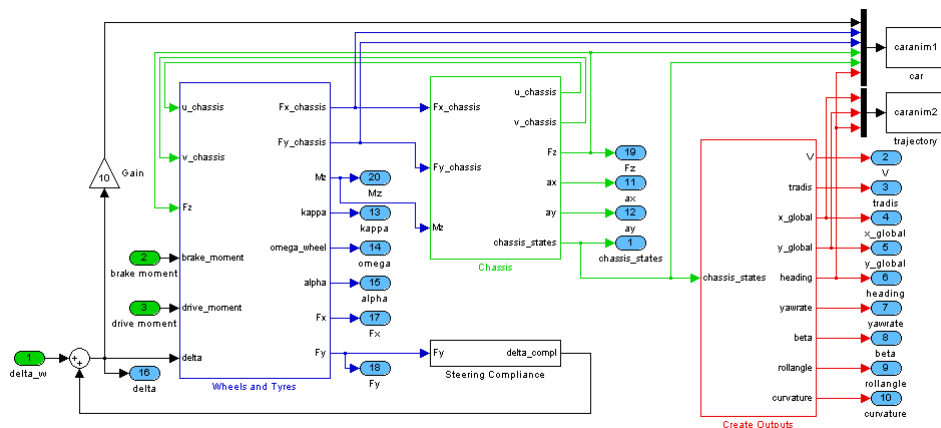 caranim1
car
caranim2
trajectory
10
Gain
u_chassis
v_chassis
Fz
brake_moment
drive_moment
delta
Fx_chassis
Fy_chassis
Mz
kappa
omega_wheel
alpha
Fx
Fy
Wheels and Tyres
2
brake moment
3
drive moment
1
delta_w
+
+
16
delta
20
Mz
13
kappa
14
omega
15
alpha
17
Fx
18
Fy
Fy
delta_compl
Steering Compliance
Fx_chassis
Fy_chassis
Mz
u_chassis
v_chassis
Fz
ax
ay
chassis_states
Chassis
19
Fz
11
ax
12
ay
1
chassis_states
chassis_states
V
tradis
x_global
y_global
heading
yawrate
beta
rollangle
curvature
Create Outputs
2
V
3
tradis
4
x_global
5
y_global
6
heading
7
yawrate
8
beta
9
rollangle
10
curvature